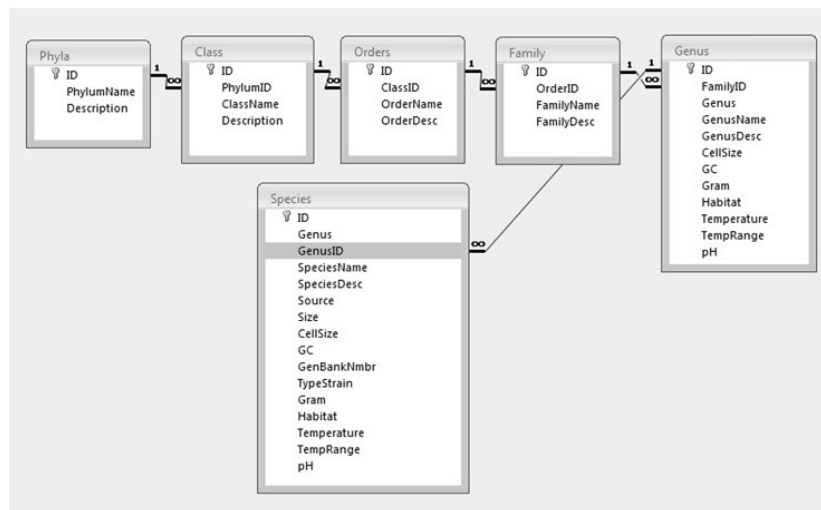 Phyla
ID
PhylumName
Description
1
∞
Class
ID
PhylumID
ClassName
Description
1
∞
Orders
ID
ClassID
OrderName
OrderDesc
1
∞
Family
ID
OrderID
FamilyName
FamilyDesc
1
1
∞
Genus
ID
FamilyID
Genus
GenusName
GenusDesc
CellSize
GC
Gram
Habitat
Temperature
TempRange
pH
Species
ID
Genus
GenusID
SpeciesName
SpeciesDesc
Source
Size
CellSize
GC
GenBankNmbr
TypeStrain
Gram
Habitat
Temperature
TempRange
pH
∞